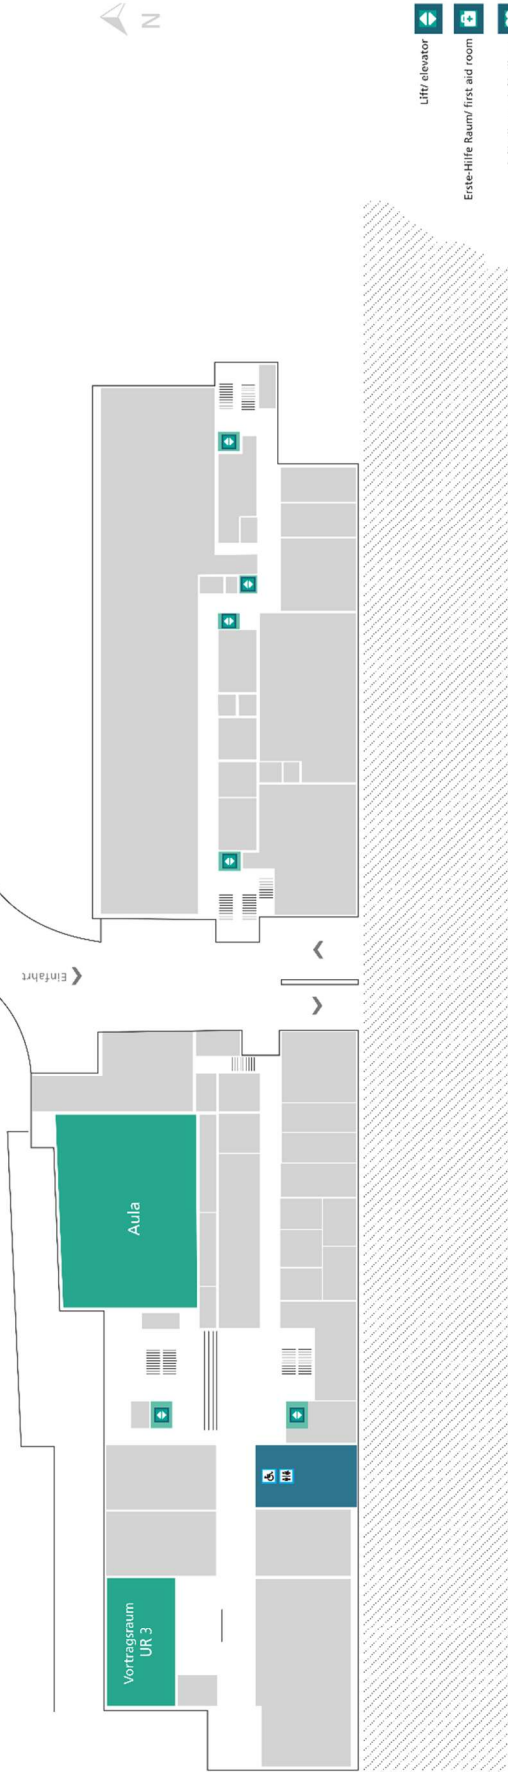 N
Lift/ elevator
Erste-Hilfe Raum/ first aid room
Einfahrt
Aula
Vortragsraum
UR 3